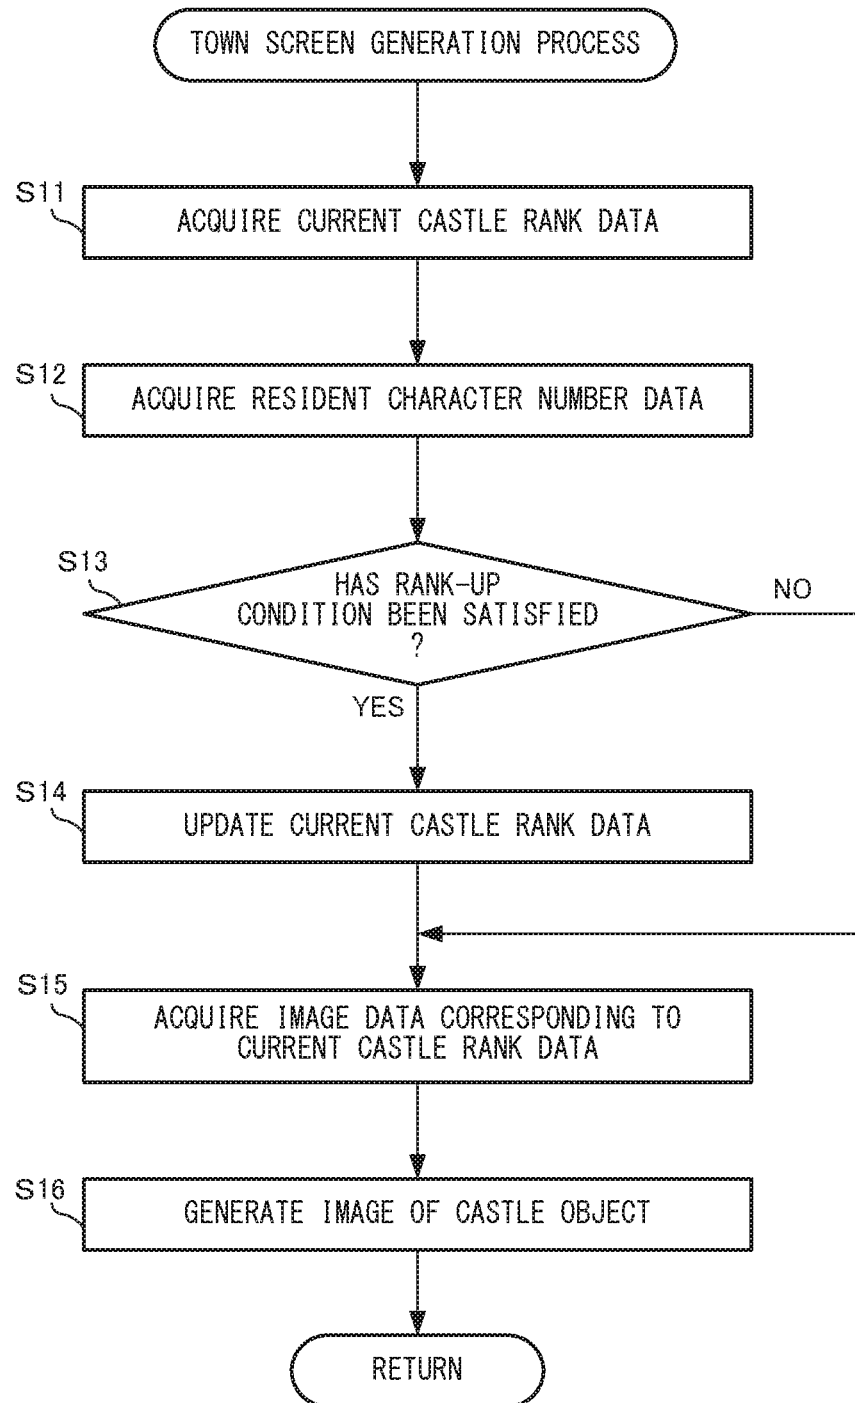 TOWN SCREEN GENERATION PROCESS
S11
ACQUIRE CURRENT CASTLE RANK DATA
S12
ACQUIRE RESIDENT CHARACTER NUMBER DATA
S13
HAS RANK-UP
CONDITION BEEN SATISFIED
?
NO
YES
S14
UPDATE CURRENT CASTLE RANK DATA
S15
ACQUIRE IMAGE DATA CORRESPONDING TO
CURRENT CASTLE RANK DATA
S16
GENERATE IMAGE OF CASTLE OBJECT
RETURN